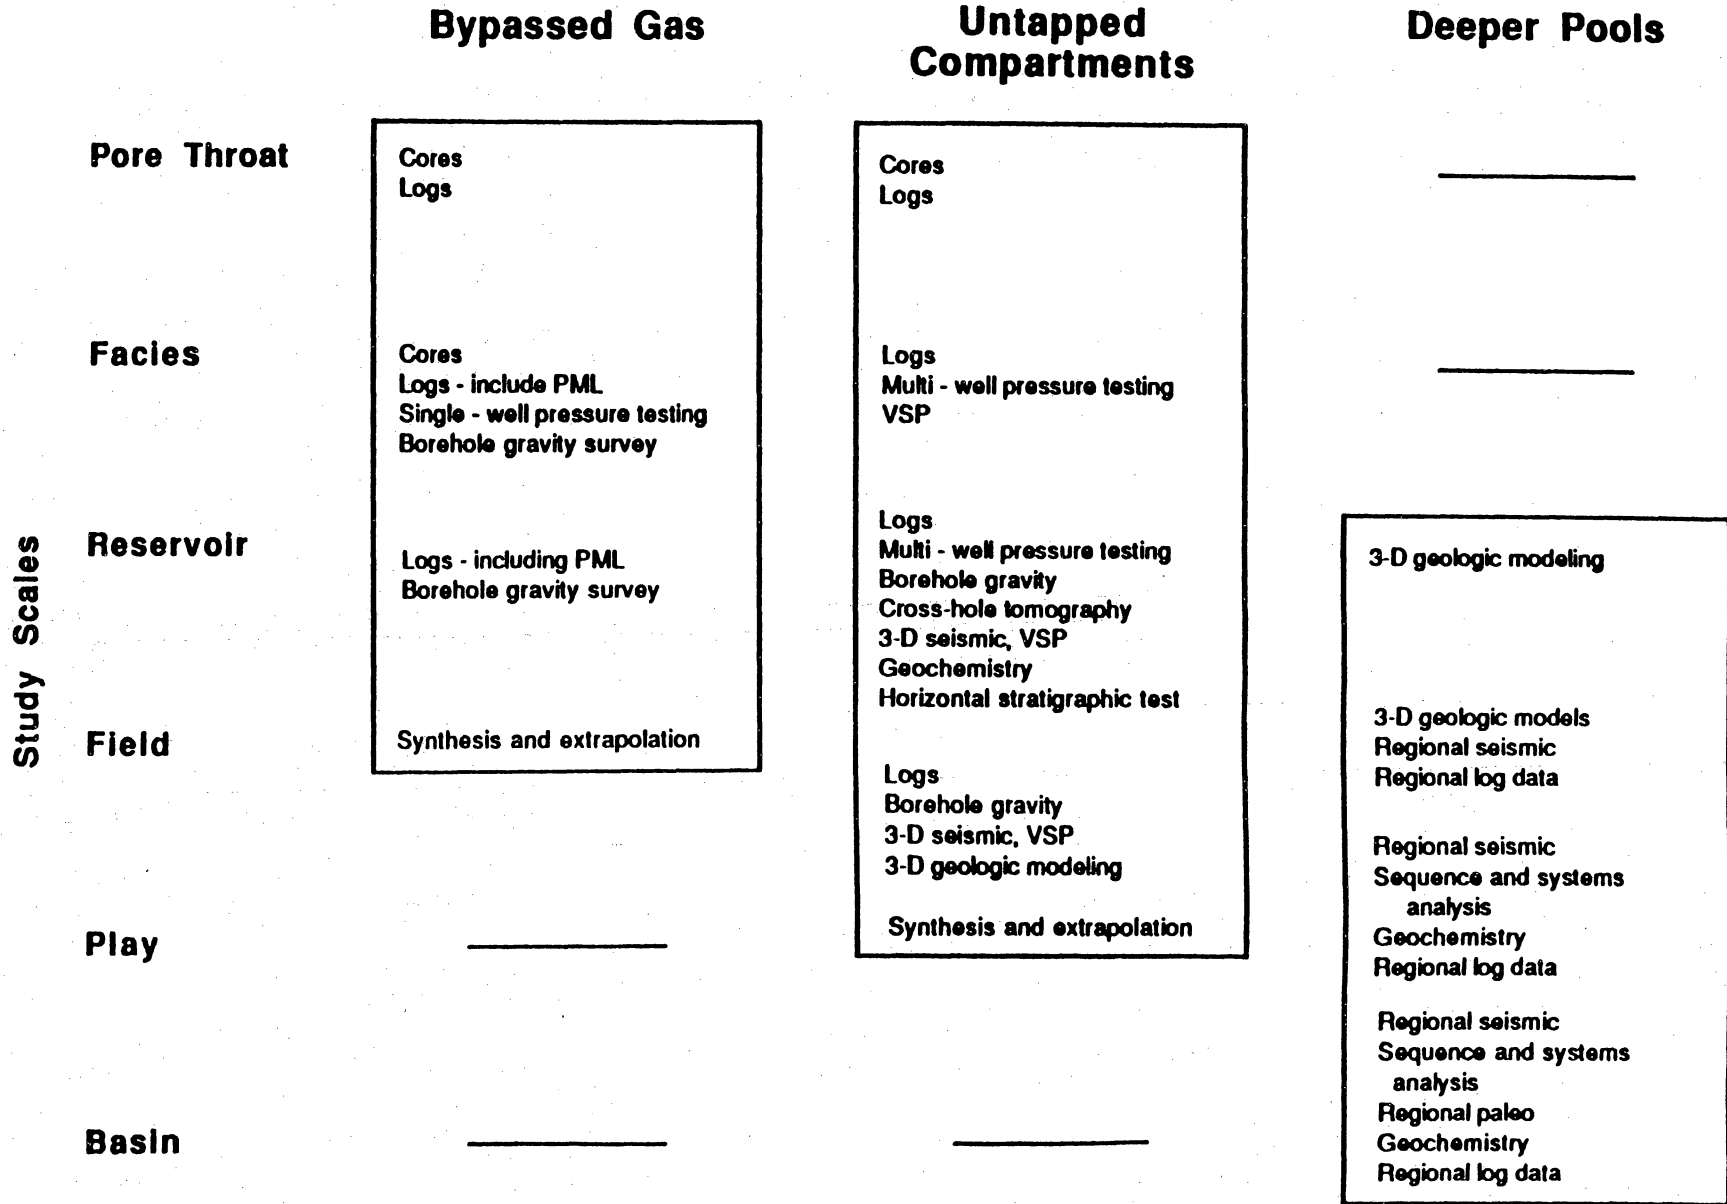 Bypassed Gas
Untapped
Compartments
Deeper Pools
Study Scales
Pore Throat
Cores
Logs
Cores
Logs
Facies
Cores
Logs - include PML
Single - well pressure testing
Borehole gravity survey
Logs
Multi - well pressure testing
VSP
Reservoir
Logs - including PML
Borehole gravity survey
Logs
Multi - well pressure testing
Borehole gravity
Cross-hole tomography
3-D seismic, VSP
Geochemistry
Horizontal stratigraphic test
3-D geologic modeling
Field
Synthesis and extrapolation
Logs
Borehole gravity
3-D seismic, VSP
3-D geologic modeling
3-D geologic models
Regional seismic
Regional log data
Play
Synthesis and extrapolation
Regional seismic
Sequence and systems
analysis
Geochemistry
Regional log data
Basin
Regional seismic
Sequence and systems
analysis
Regional paleo
Geochemistry
Regional log data